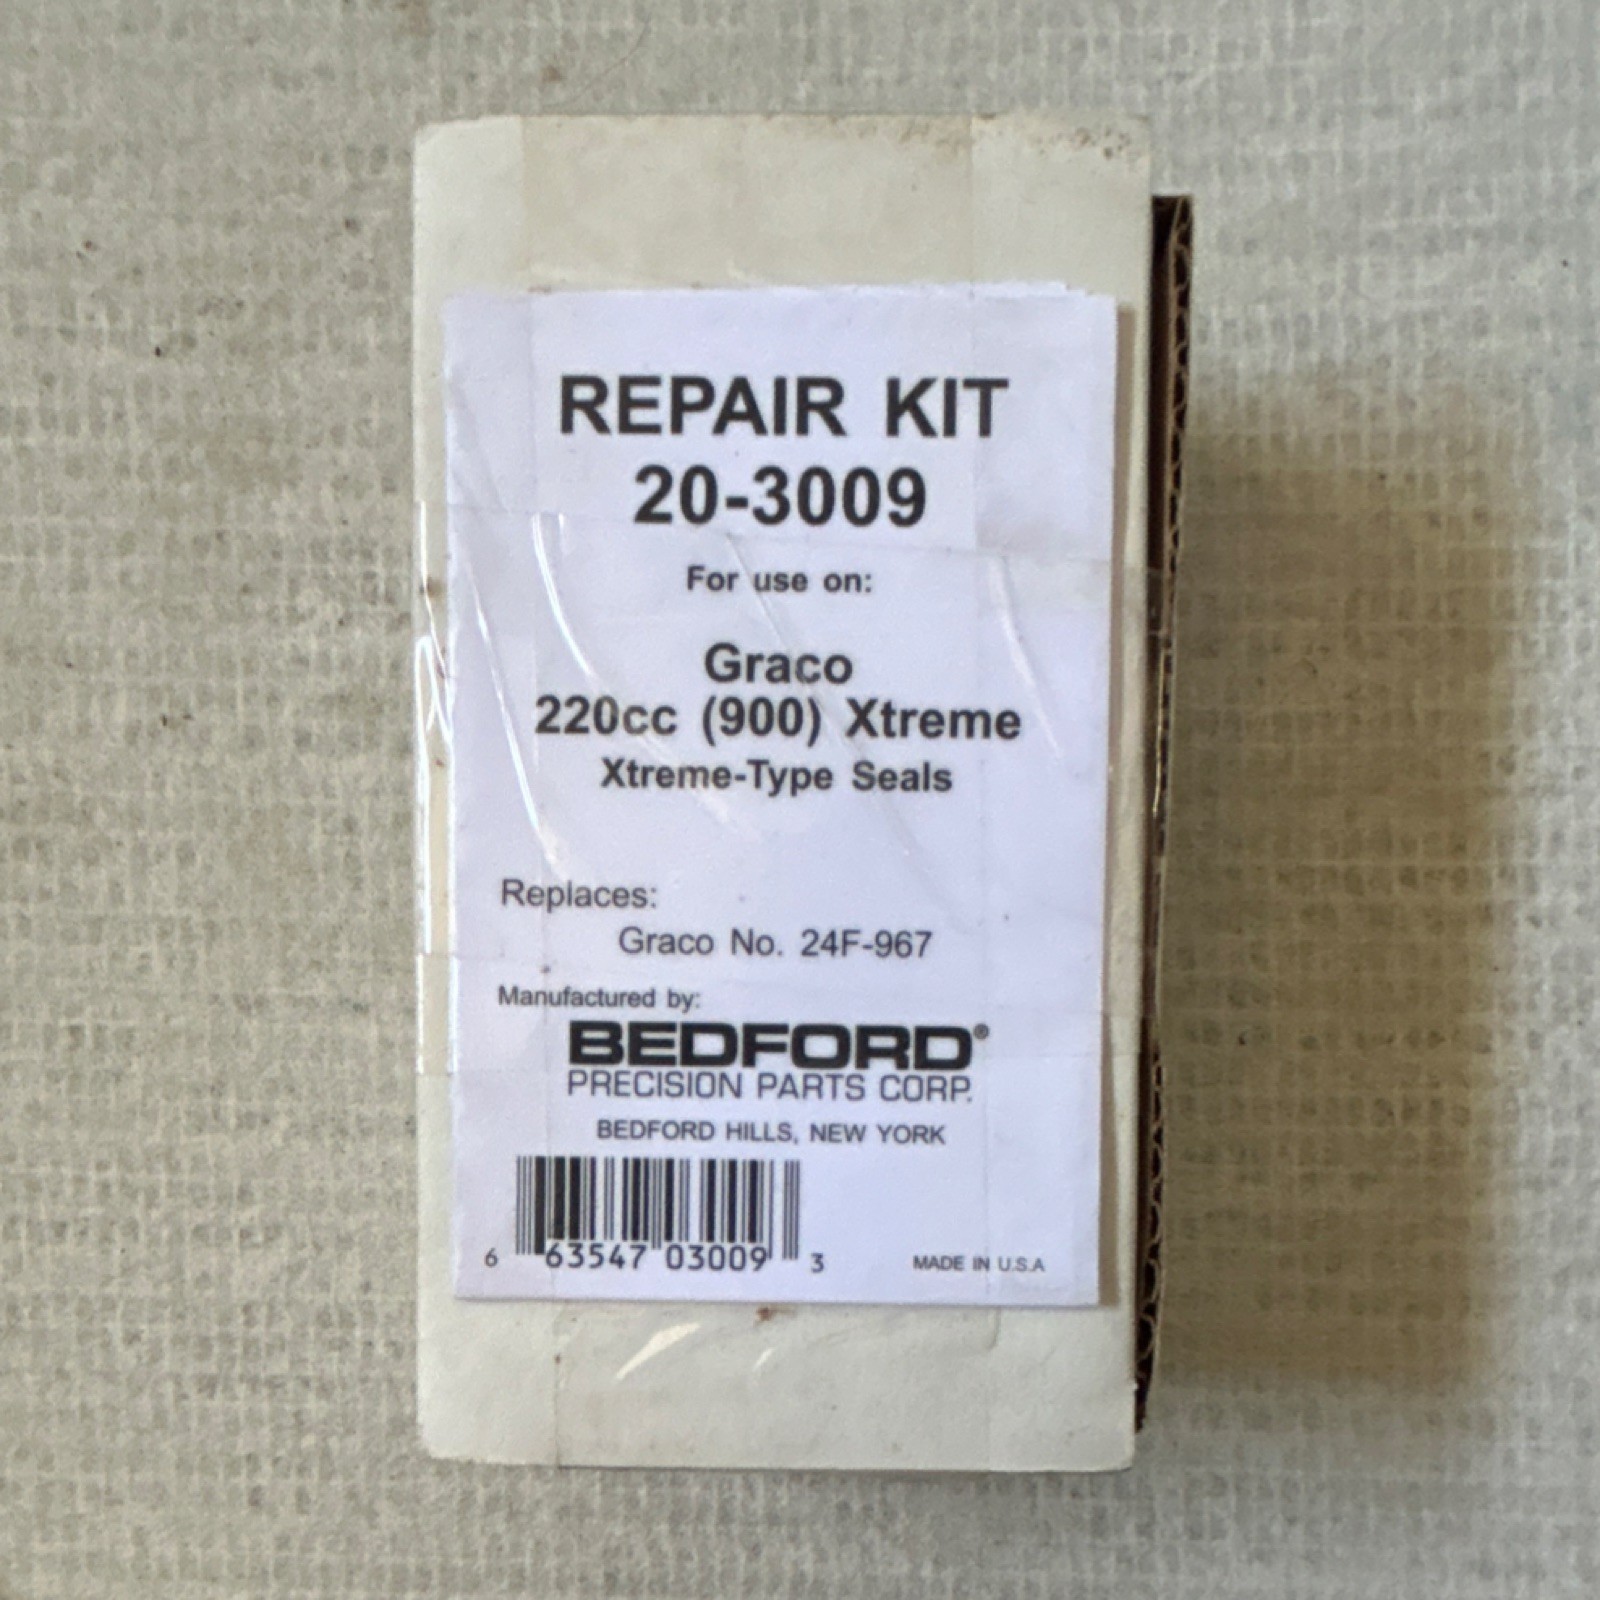 REPAIR KIT
20-3009
For use on:
Graco
220cc (900) Xtreme
Xtreme-Type Seals
Replaces:
Graco No. 24F-967
Manufactured by:
BEDFORD®
PRECISION PARTS CORP.
BEDFORD HILLS, NEW YORK
6 63547 03009 3
MADE IN U.S.A